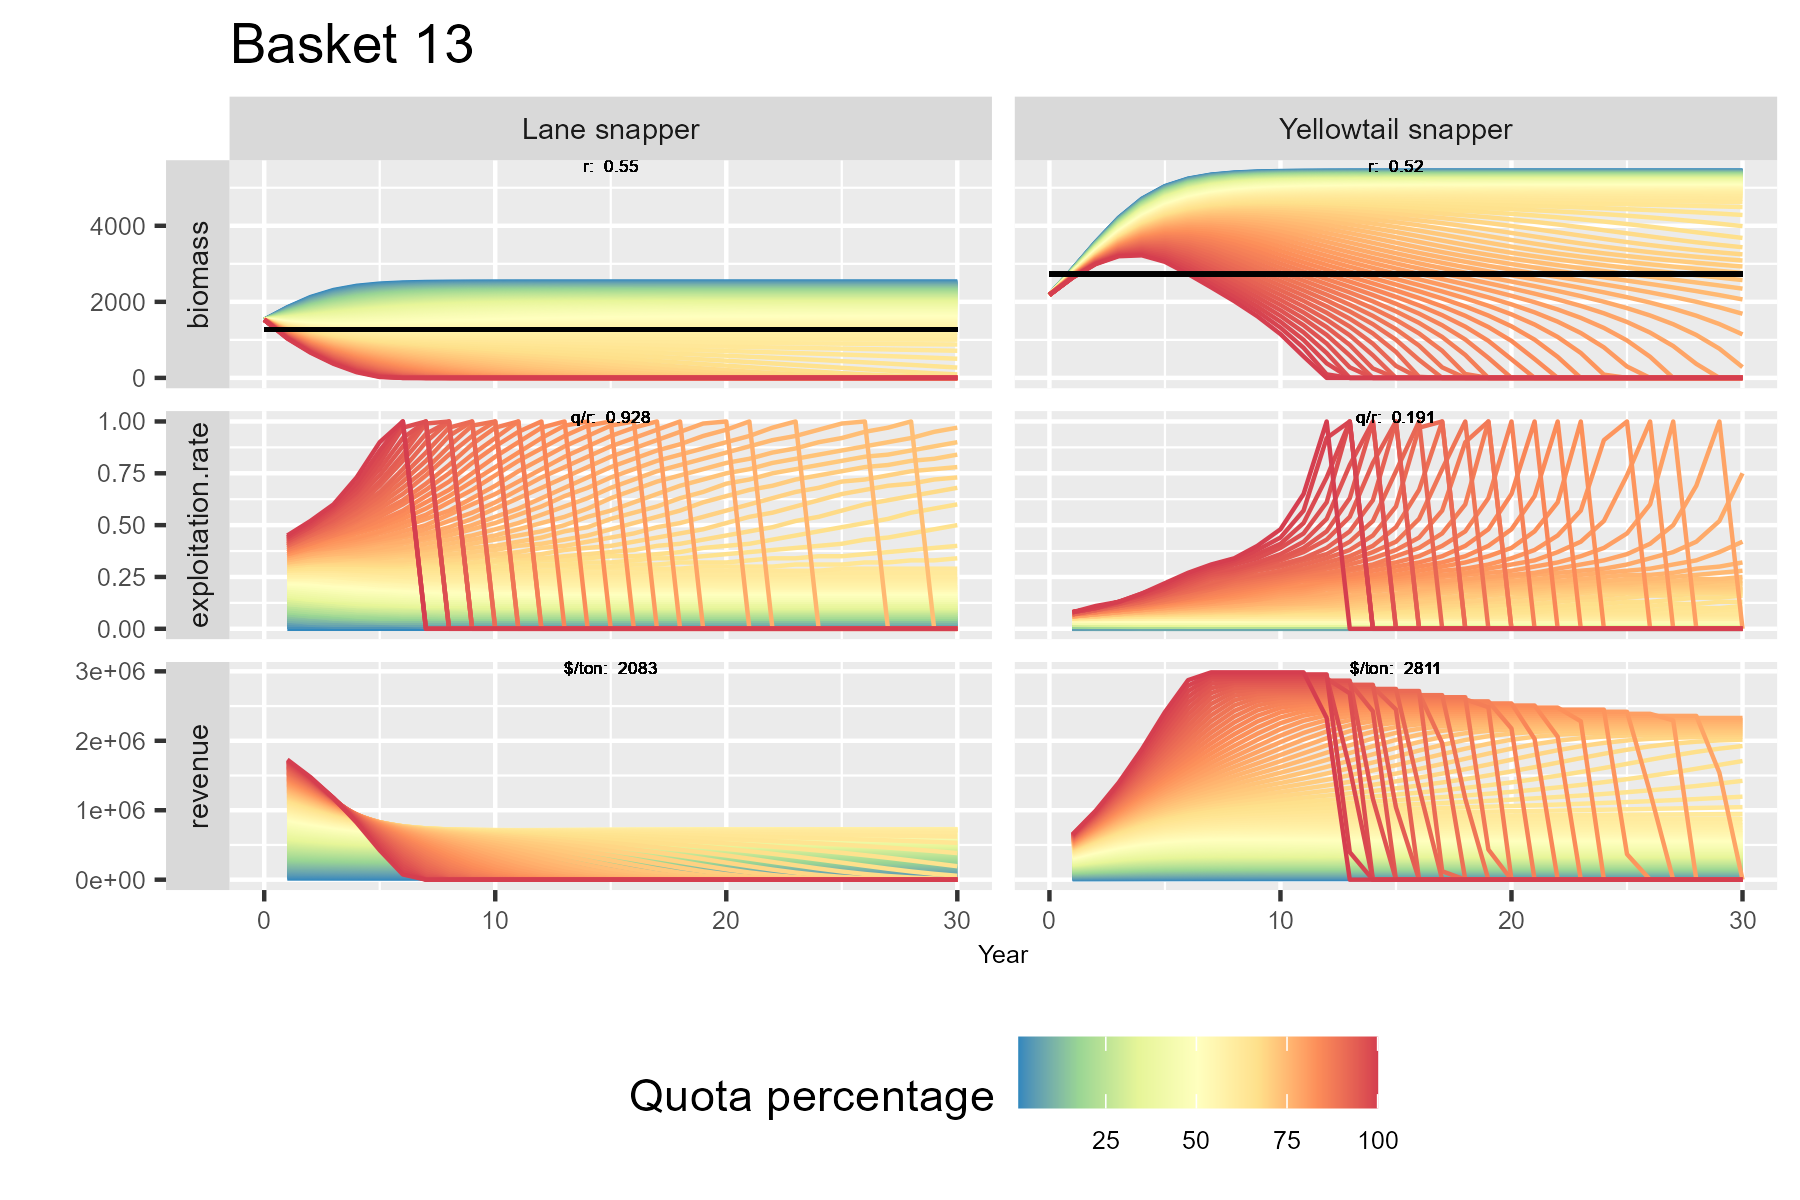 Basket 13
Lane snapper
Yellowtail snapper
r: 0.55
r: 0.52
biomass
4000
2000
0
q/r: 0.928
q/r: 0.191
exploitation.rate
1.00
0.75
0.50
0.25
0.00
$/ton: 2083
$/ton: 2811
revenue
3e+06
2e+06
1e+06
0e+00
0 10 20 30
0 10 20 30
Year
Quota percentage
25 50 75 100